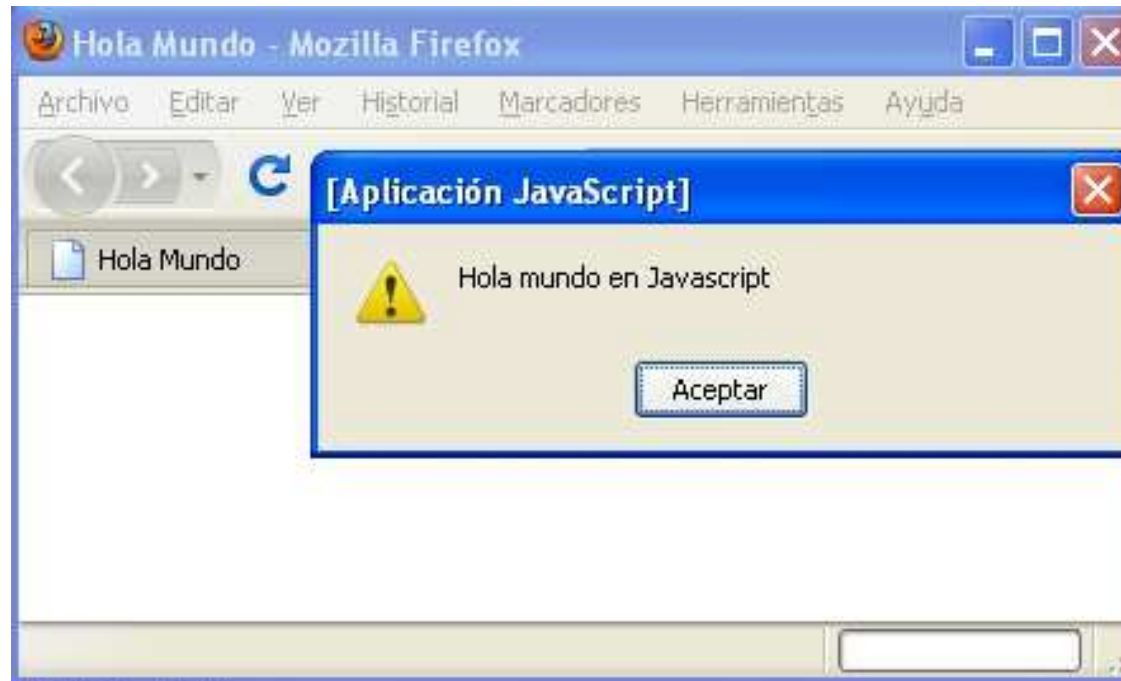 Hola Mundo - Mozilla Firefox
Archivo Editar Ver Historial Marcadores Herramientas Ayuda
[Aplicación JavaScript]
Hola Mundo
Hola mundo en Javascript
Aceptar